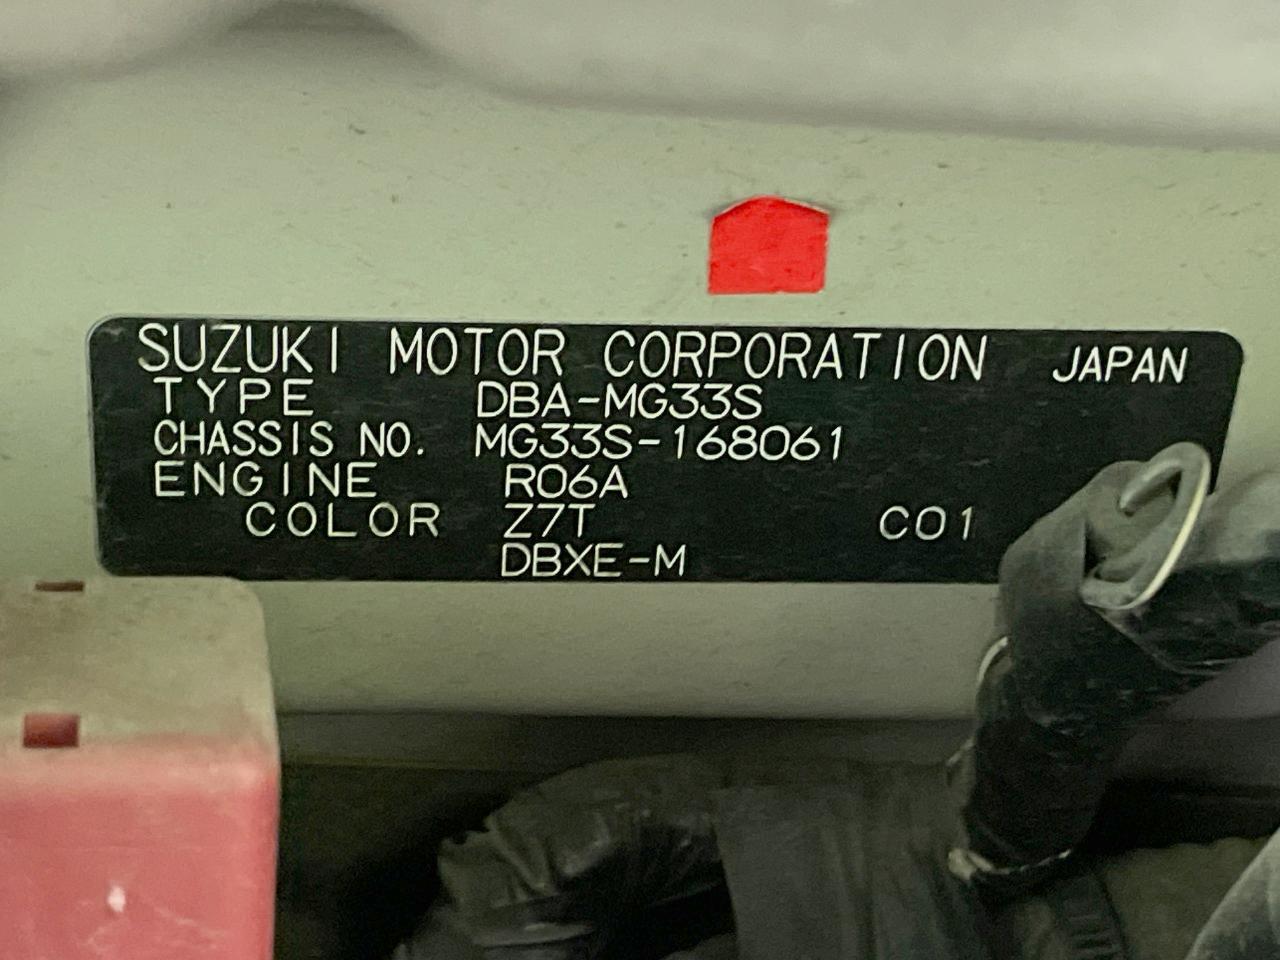 SUZUKI MOTOR CORPORATION JAPAN
TYPE DBA-MG33S
CHASSIS NO. MG33S-168061
ENGINE R06A
COLOR Z7T C01
DBXE-M